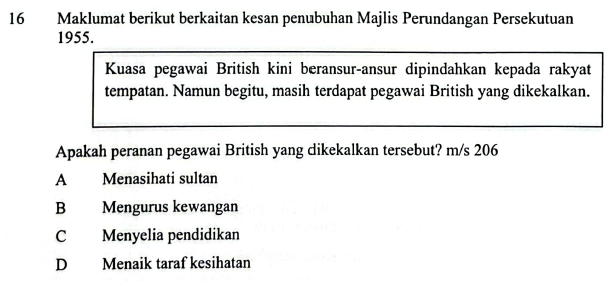 16 Maklumat berikut berkaitan kesan penubuhan Majlis Perundangan Persekutuan
1955.
Kuasa pegawai British kini beransur-ansur dipindahkan kepada rakyat
tempatan. Namun begitu, masih terdapat pegawai British yang dikekalkan.
Apakah peranan pegawai British yang dikekalkan tersebut? m/s 206
A Menasihati sultan
B Mengurus kewangan
C Menyelia pendidikan
D Menaik taraf kesihatan